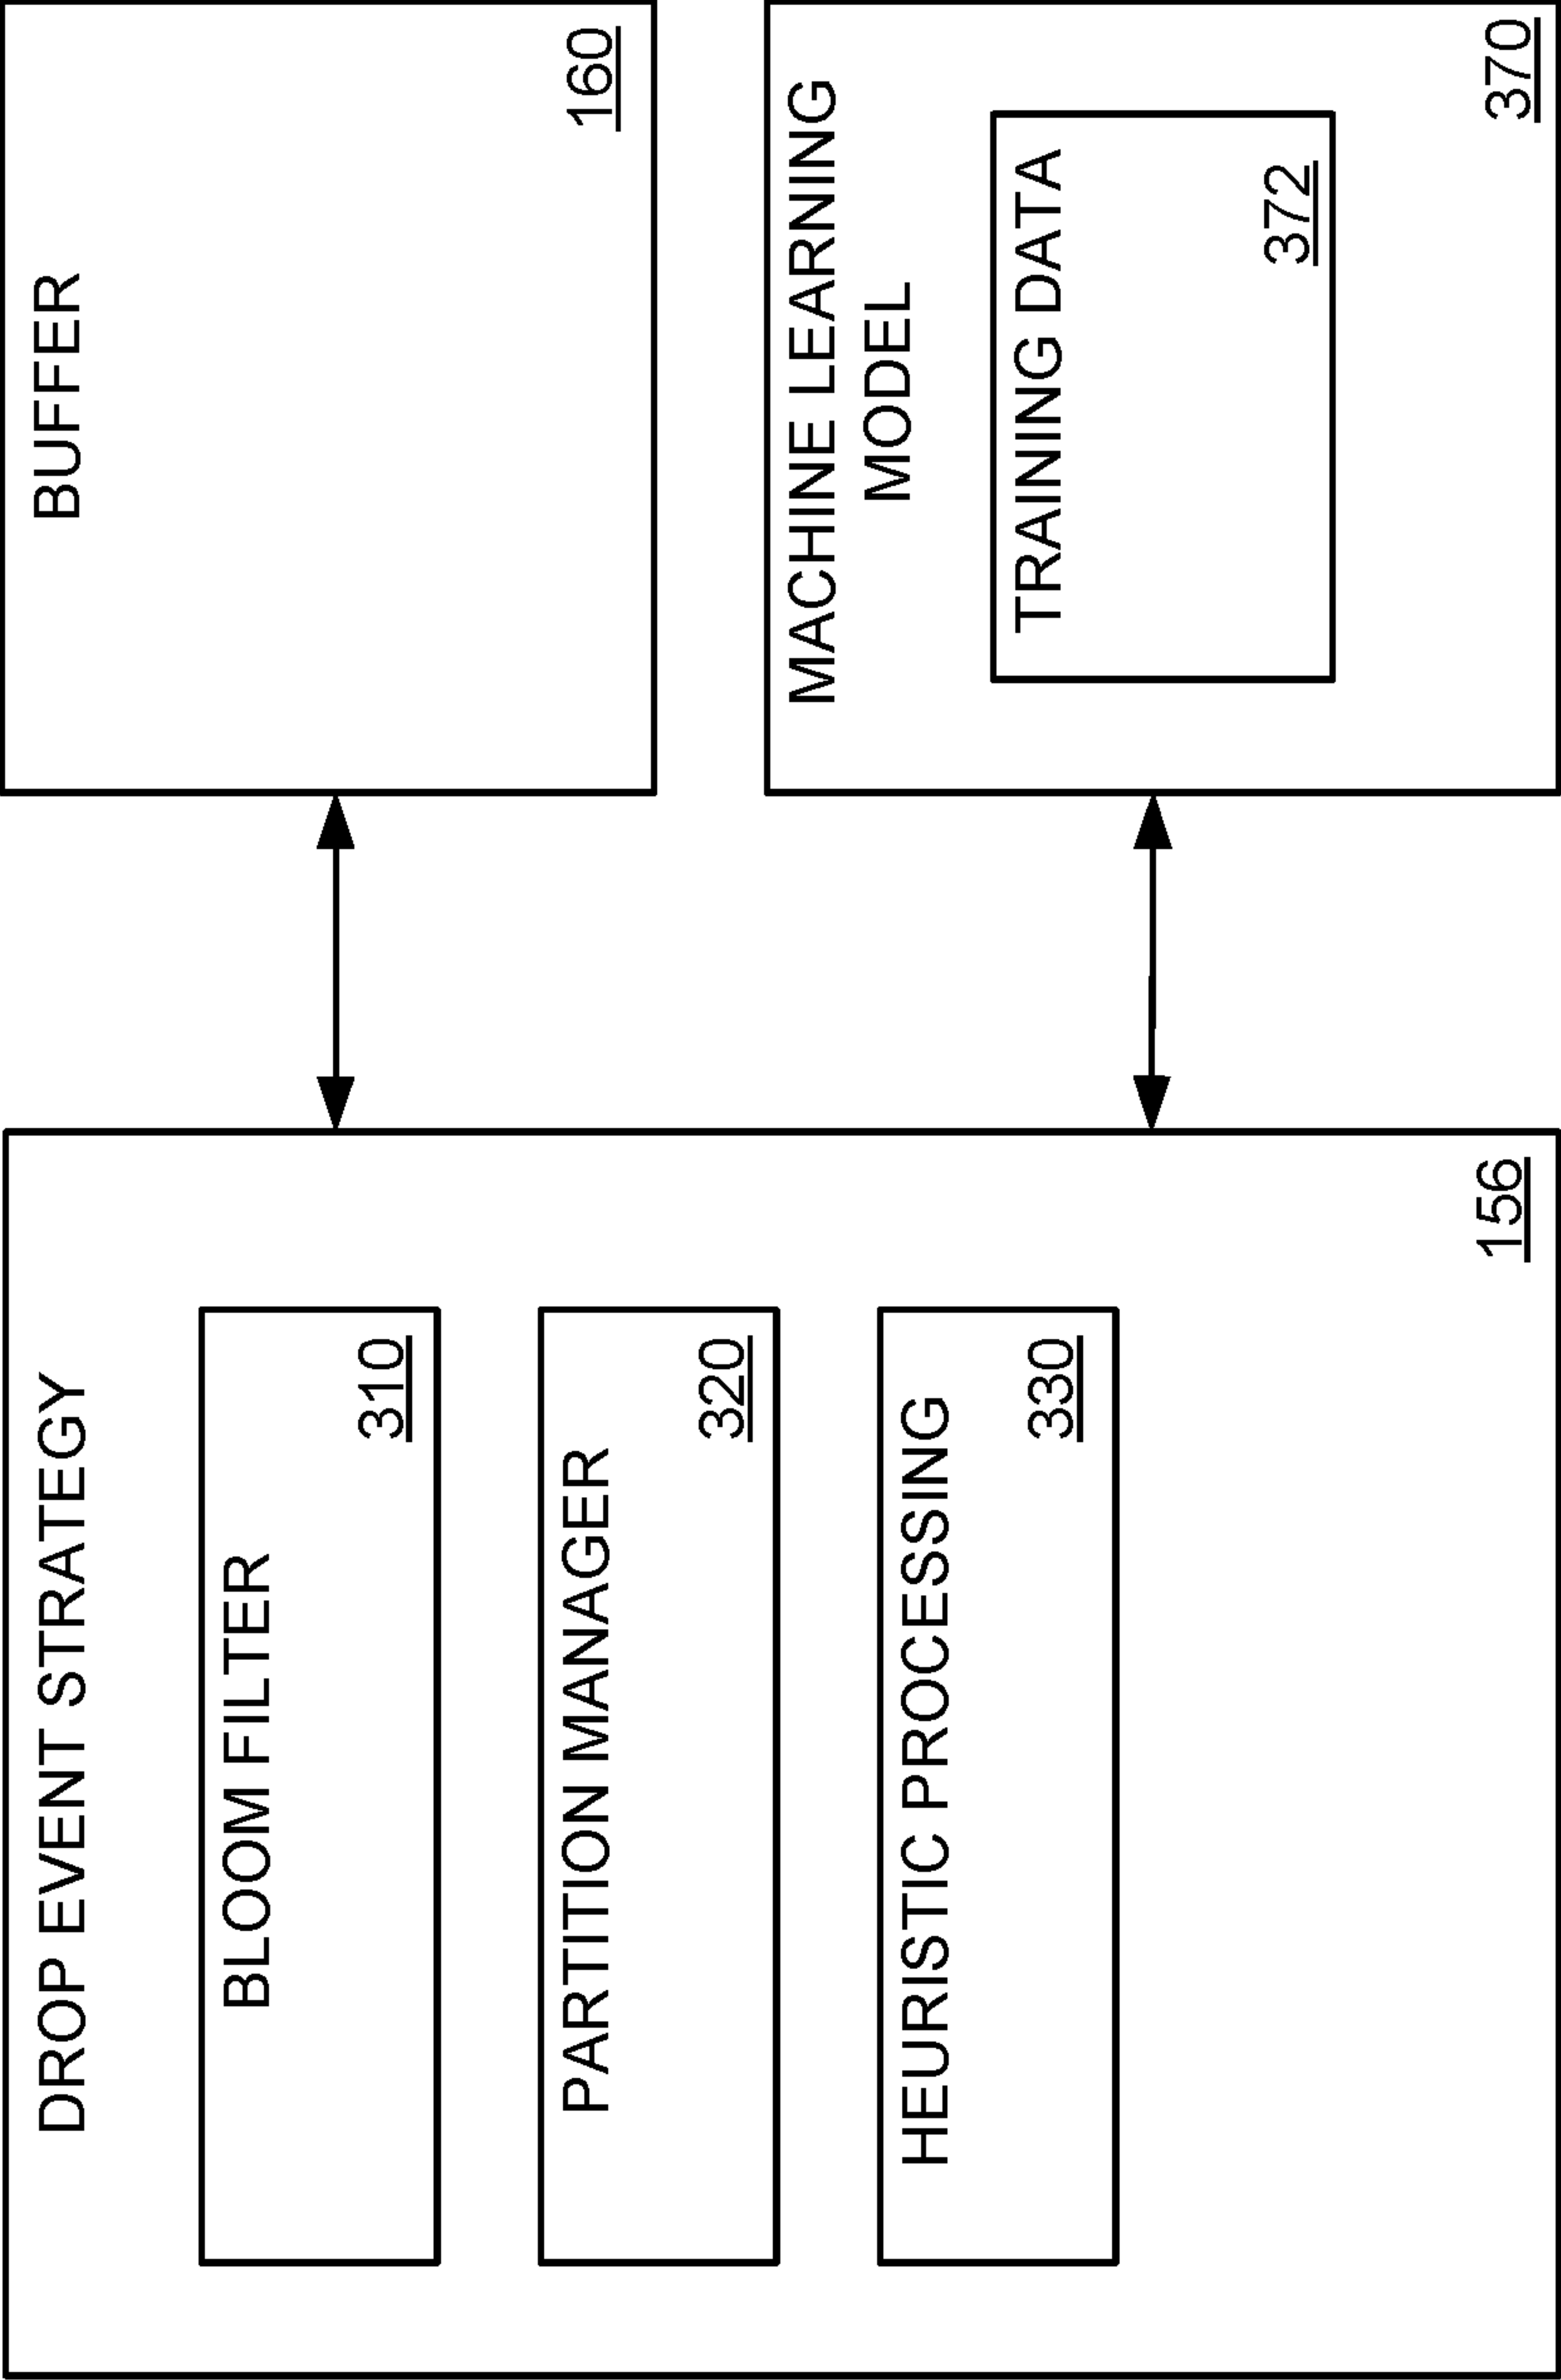 DROP EVENT STRATEGY
BLOOM FILTER
310
PARTITION MANAGER
320
HEURISTIC PROCESSING
330
156
BUFFER
160
MACHINE LEARNING
MODEL
TRAINING DATA
372
370